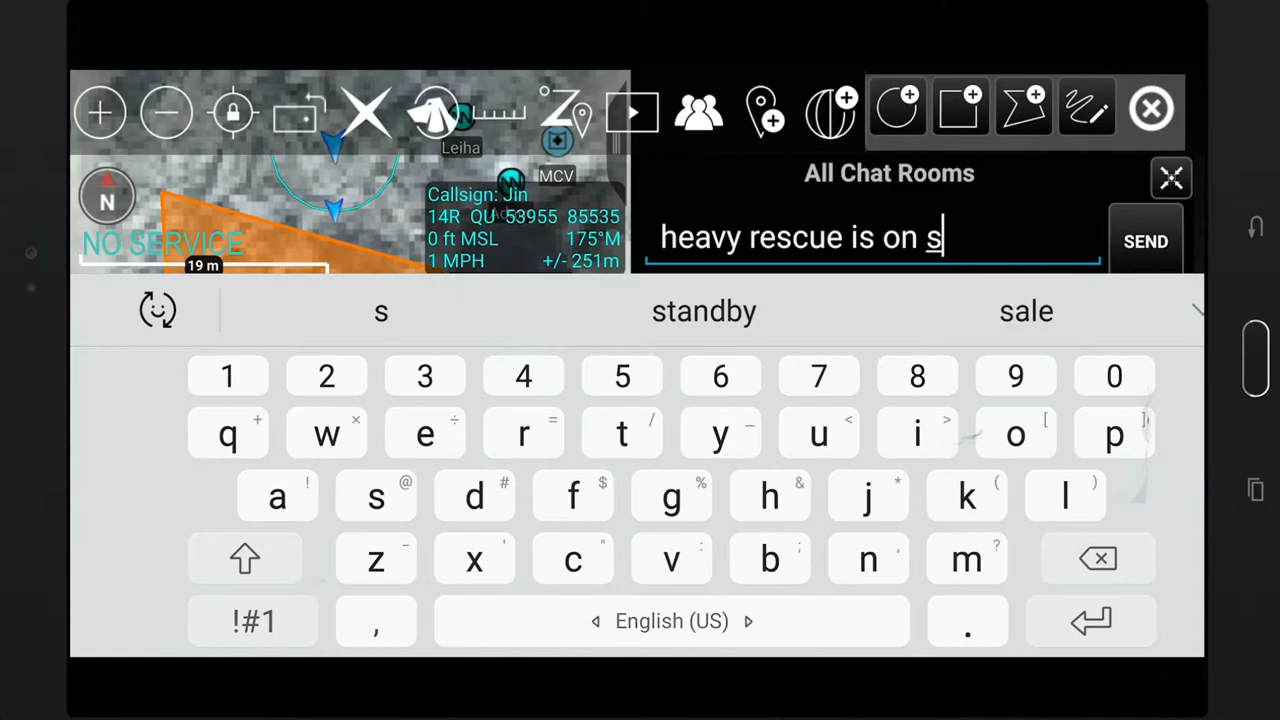 Leiha
MCV
N
NO SERVICE
19 m
Callsign: Jin
14R QU 53955 85535
0 ft MSL 175°M
1 MPH +/- 251m
All Chat Rooms
heavy rescue is on s
SEND
s standby sale
1 2 3 4 5 6 7 8 9 0
q + w × e ÷ r = t / y _ u < i > o [ p ]
a ! s @ d # f $ g % h & j * k ( l )
z - x ' c " v : b ; n , m ?
!#1 , English (US) .